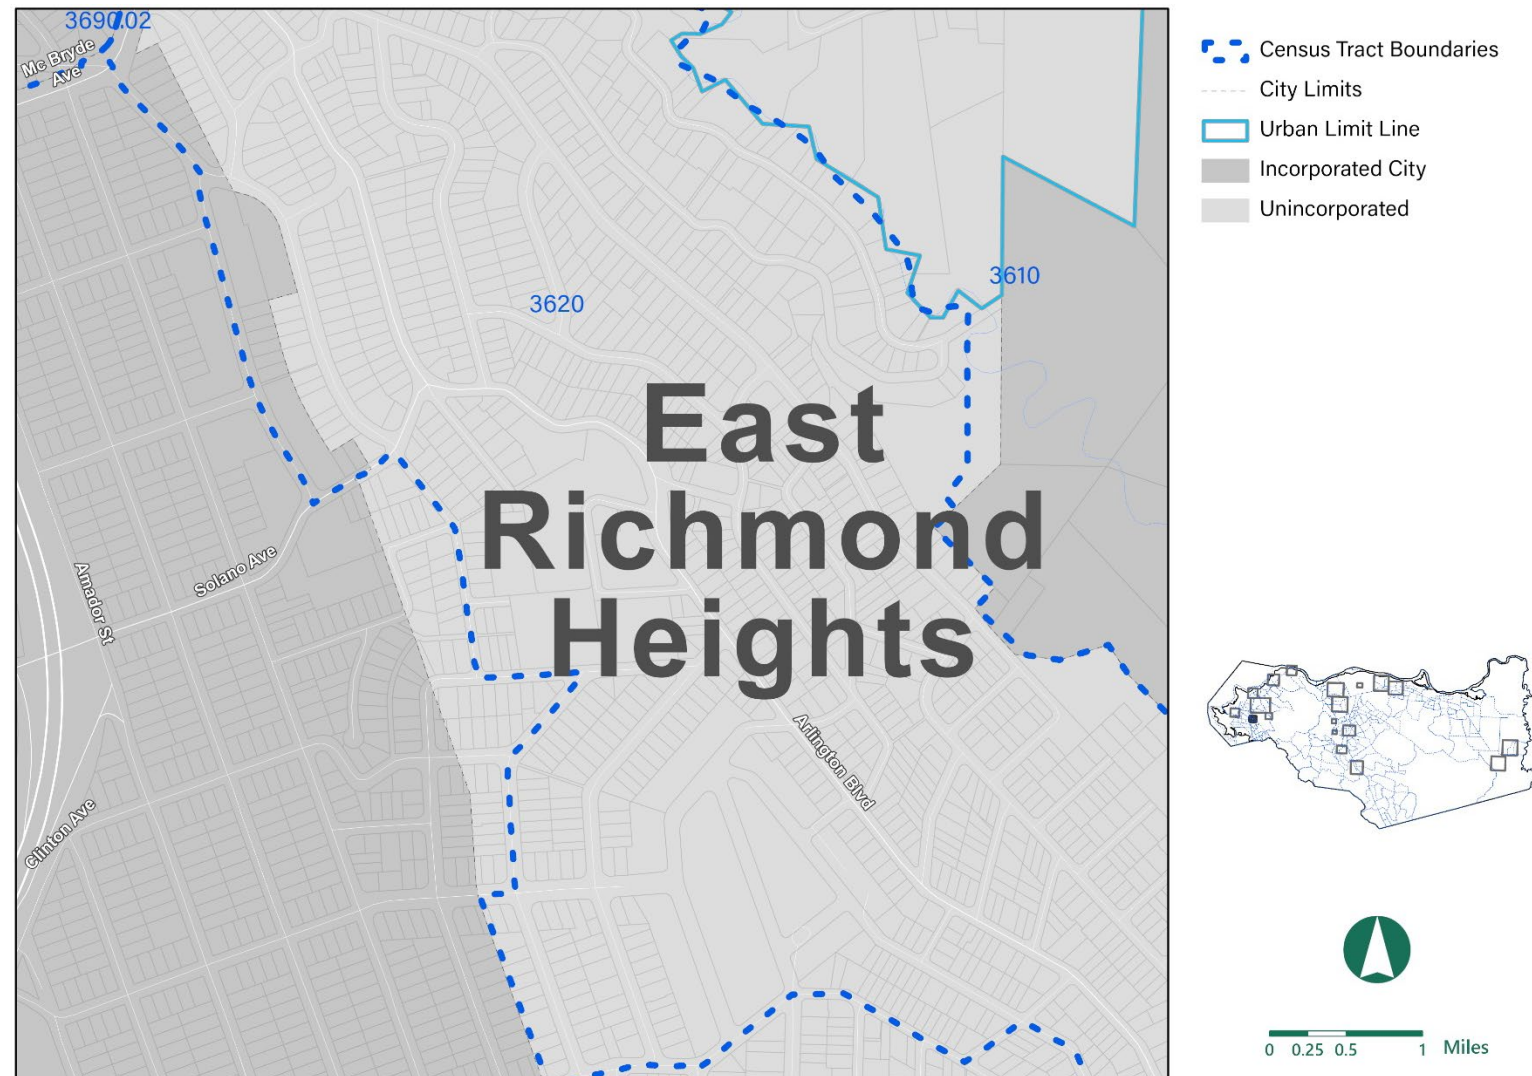 3690.02
Mc Bryde
Ave
3610
3620
East
Richmond
Heights
Solano Ave
Amador St
Arlington Blvd
Clinton Ave
Census Tract Boundaries
City Limits
Urban Limit Line
Incorporated City
Unincorporated
0 0.25 0.5 1 Miles